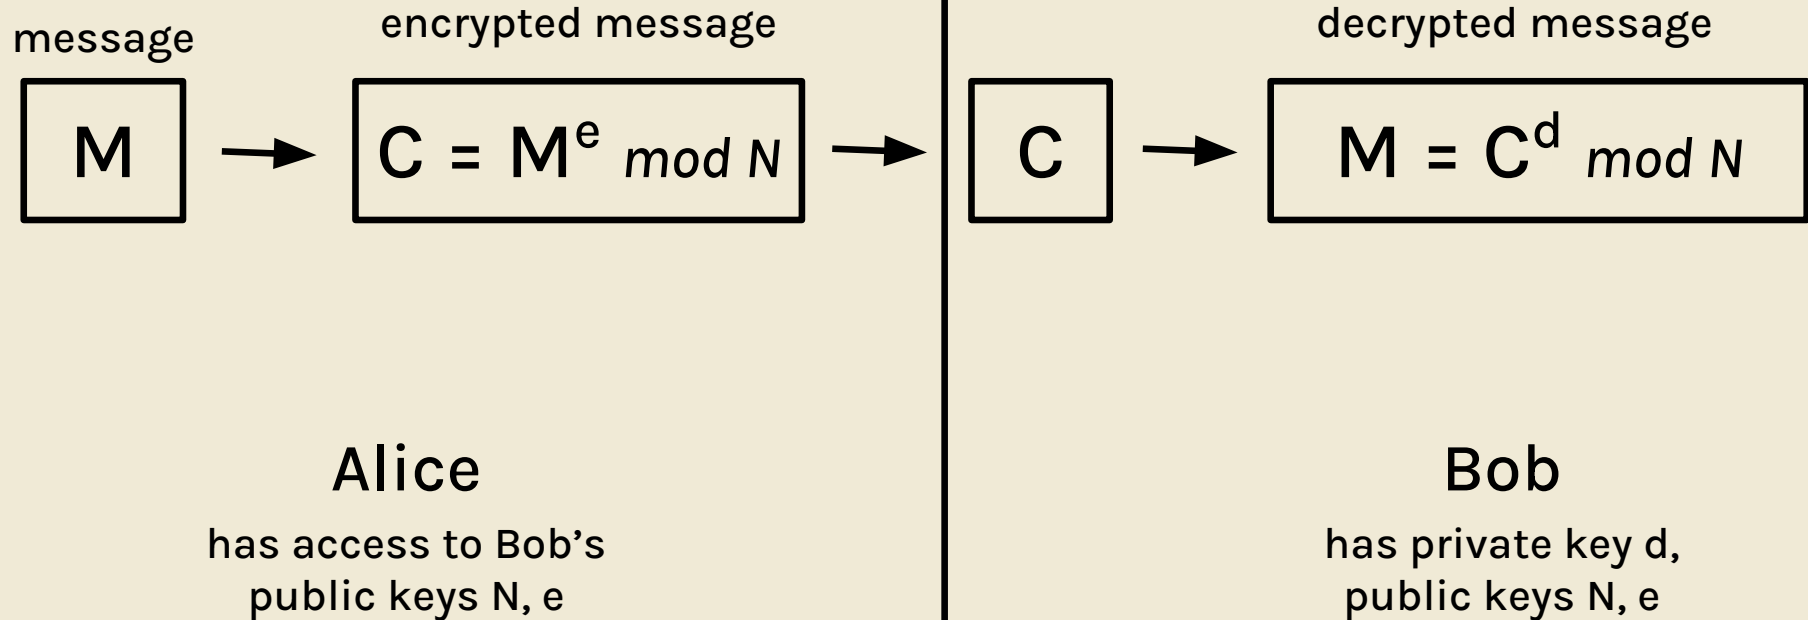 message
encrypted message
M
C = Mᵉ mod N
Alice
has access to Bob’s
public keys N, e
decrypted message
C
M = Cᵈ mod N
Bob
has private key d,
public keys N, e